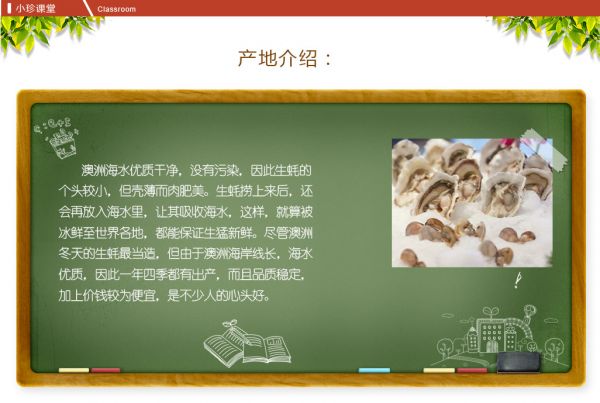 小珍课堂 Classroom
产地介绍：
澳洲海水优质干净，没有污染，因此生蚝的
个头较小，但壳薄而肉肥美。生蚝捞上来后，还
会再放入海水里，让其吸收海水，这样，就算被
冰鲜至世界各地，都能保证生猛新鲜。尽管澳洲
冬天的生蚝最当造，但由于澳洲海岸线长，海水
优质，因此一年四季都有出产，而且品质稳定，
加上价钱较为便宜，是不少人的心头好。